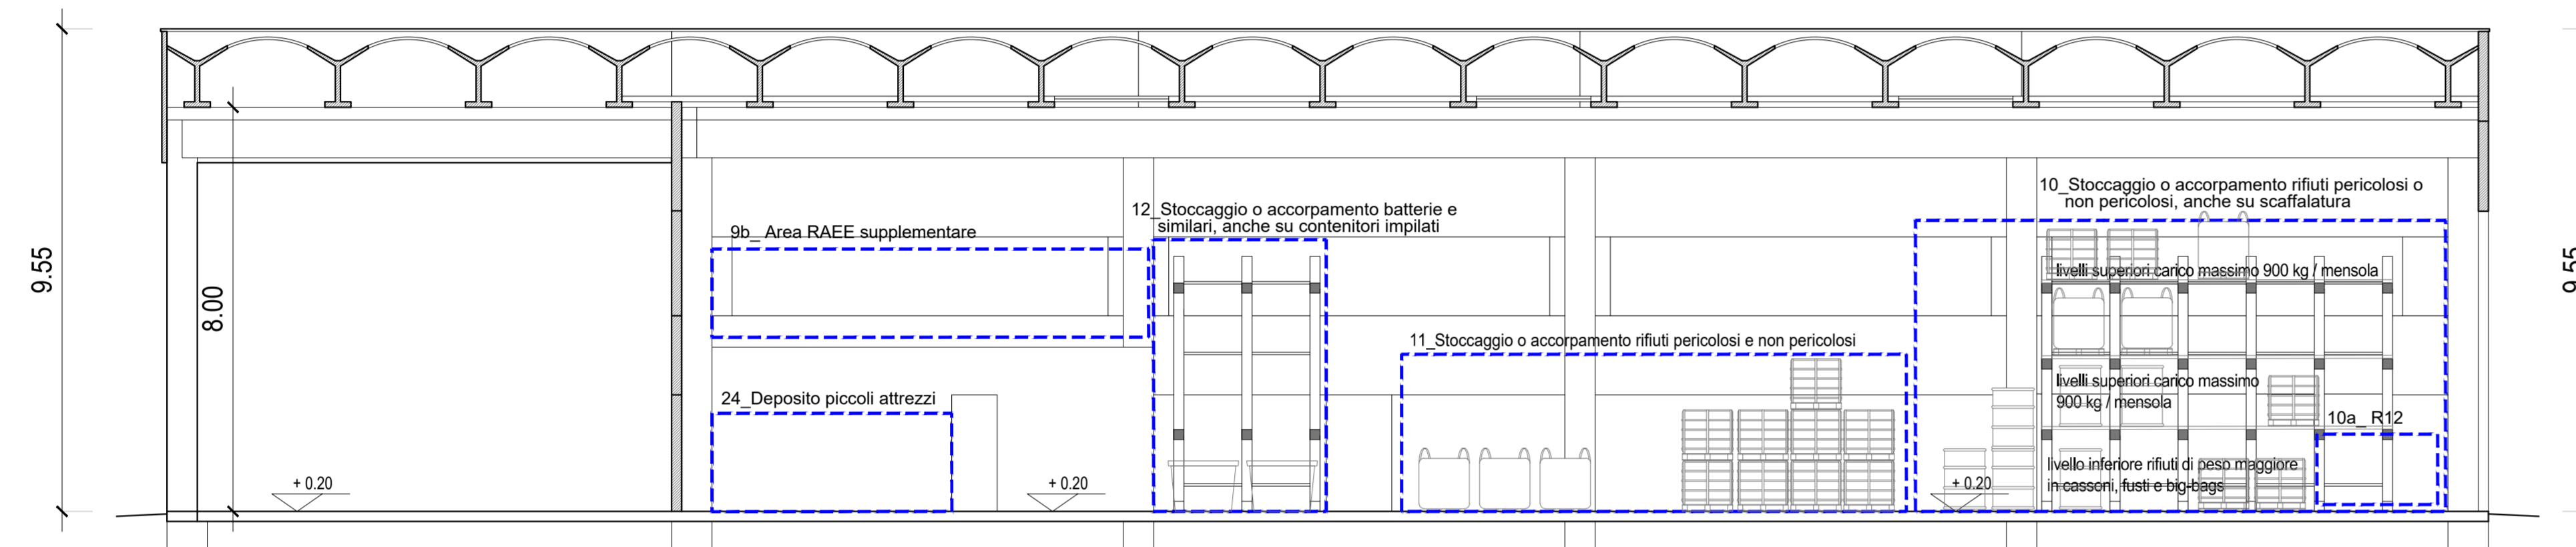 9.55
8.00
+ 0.20
9b_ Area RAEE supplementare
24_Deposito piccoli attrezzi
+ 0.20
12_Stoccaggio o accorpamento batterie e
similari, anche su contenitori impilati
11_Stoccaggio o accorpamento rifiuti pericolosi e non pericolosi
10_Stoccaggio o accorpamento rifiuti pericolosi o
non pericolosi, anche su scaffalatura
livelli superiori carico massimo 900 kg / mensola
livelli superiori carico massimo
900 kg / mensola
10a_ R12
livello inferiore rifiuti di peso maggiore
in cassoni, fusti e big-bags
+ 0.20
9.55